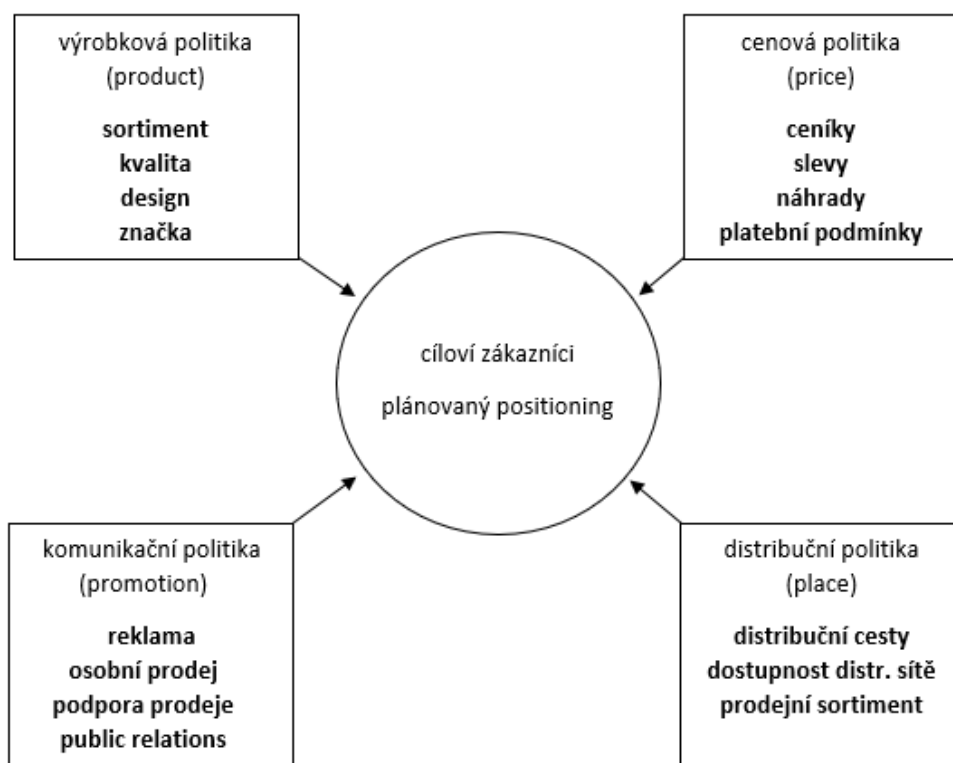 výrobková politika
(product)
sortiment
kvalita
design
značka
cenová politika
(price)
ceníky
slevy
náhrady
platební podmínky
cíloví zákazníci
plánovaný positioning
komunikační politika
(promotion)
reklama
osobní prodej
podpora prodeje
public relations
distribuční politika
(place)
distribuční cesty
dostupnost distr. sítě
prodejní sortiment